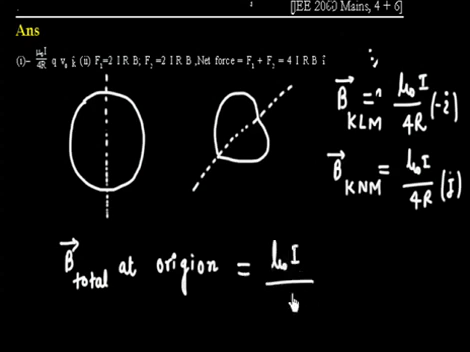 [JEE 2000 Mains, 4 + 6]
Ans
(i)– μ₀I/4R q v₀ k̂ (ii) F₁=2 I R B; F₂=2 I R B ,Net force = F₁ + F₂ = 4 I R B î
∴
B⃗ KLM = μ₀I/4R (-î)
B⃗ KNM = μ₀I/4R (ĵ)
B⃗ total at origion = μ₀I